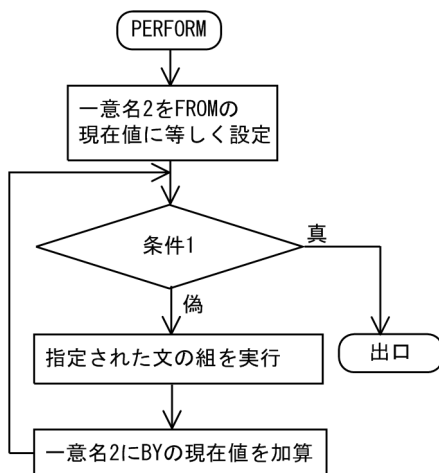 PERFORM
一意名2をFROMの
現在値に等しく設定
条件1
真
偽
指定された文の組を実行
出口
一意名2にBYの現在値を加算